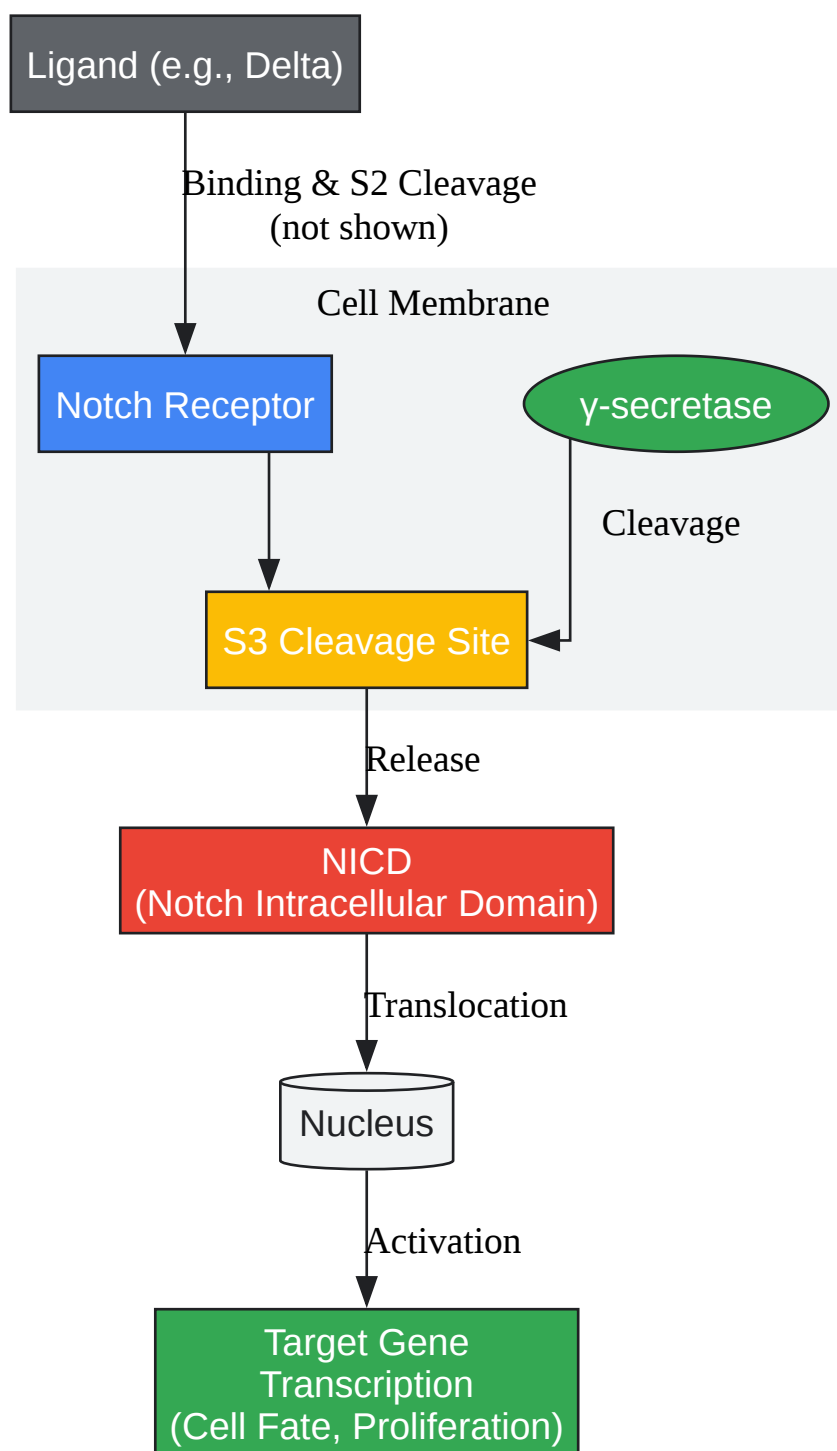 Ligand (e.g., Delta)
Binding & S2 Cleavage
(not shown)
Cell Membrane
Notch Receptor
γ-secretase
Cleavage
S3 Cleavage Site
Release
NICD
(Notch Intracellular Domain)
Translocation
Nucleus
Activation
Target Gene
Transcription
(Cell Fate, Proliferation)